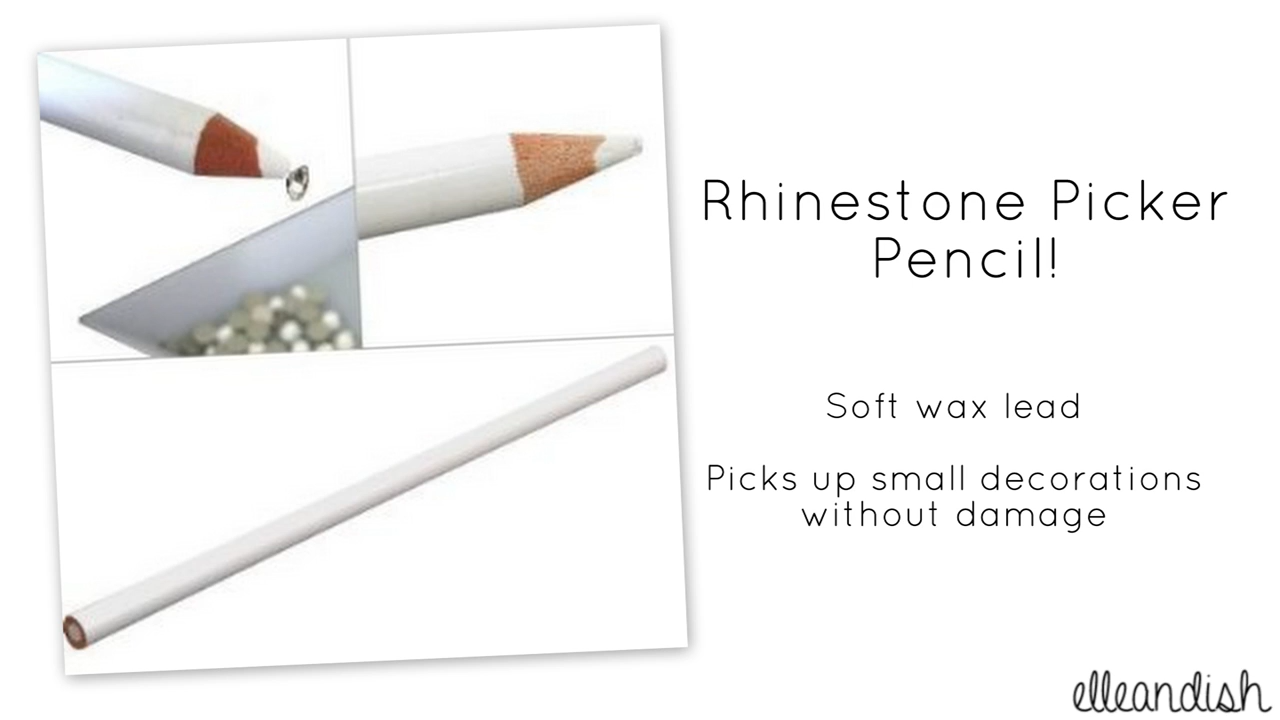 Rhinestone Picker
Pencil!
Soft wax lead
Picks up small decorations
without damage
elleandish